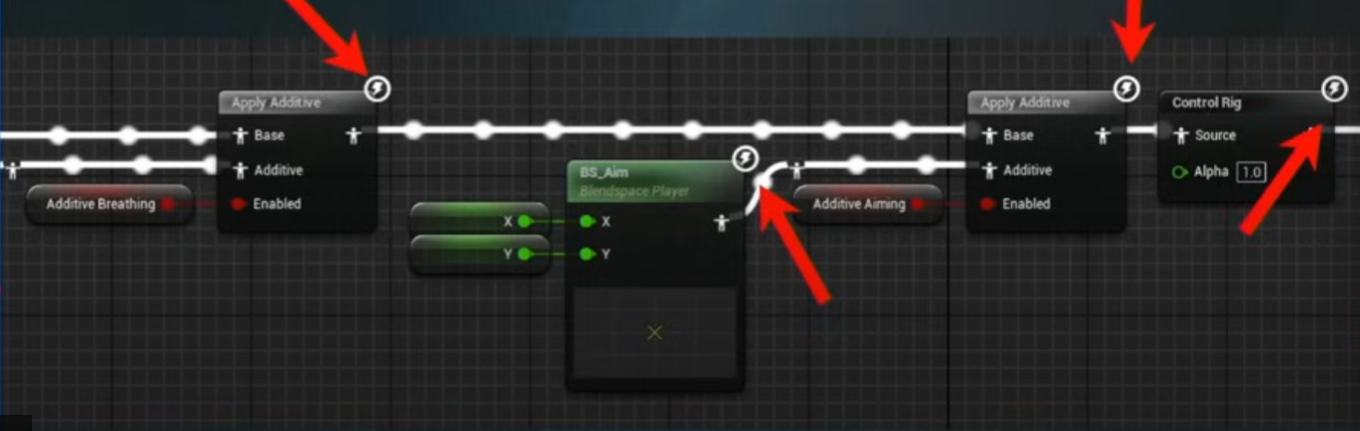 Apply Additive
Base
Additive
Additive Breathing
Enabled
BS_Aim
Blendspace Player
X X
Y Y
Apply Additive
Base
Additive
Additive Aiming
Enabled
Control Rig
Source
Alpha 1.0